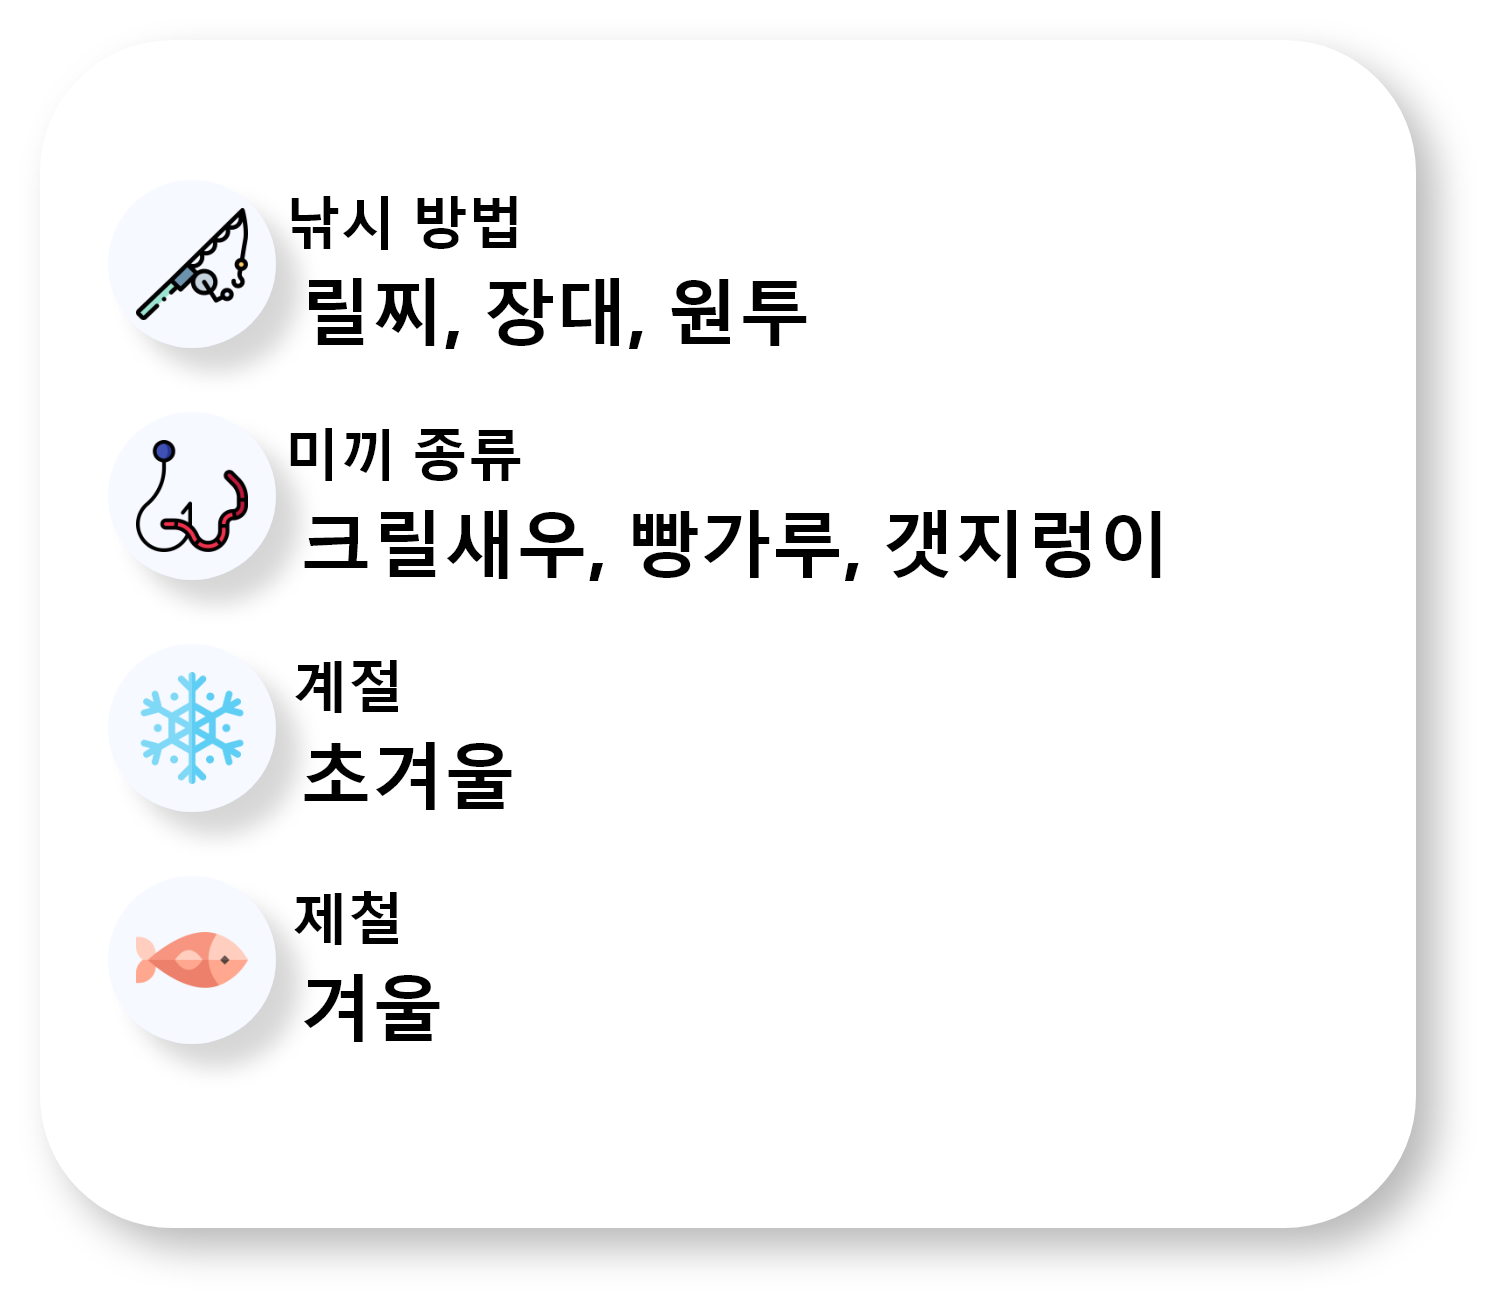 낚시 방법
릴찌, 장대, 원투
미끼 종류
크릴새우, 빵가루, 갯지렁이
계절
초겨울
제철
겨울